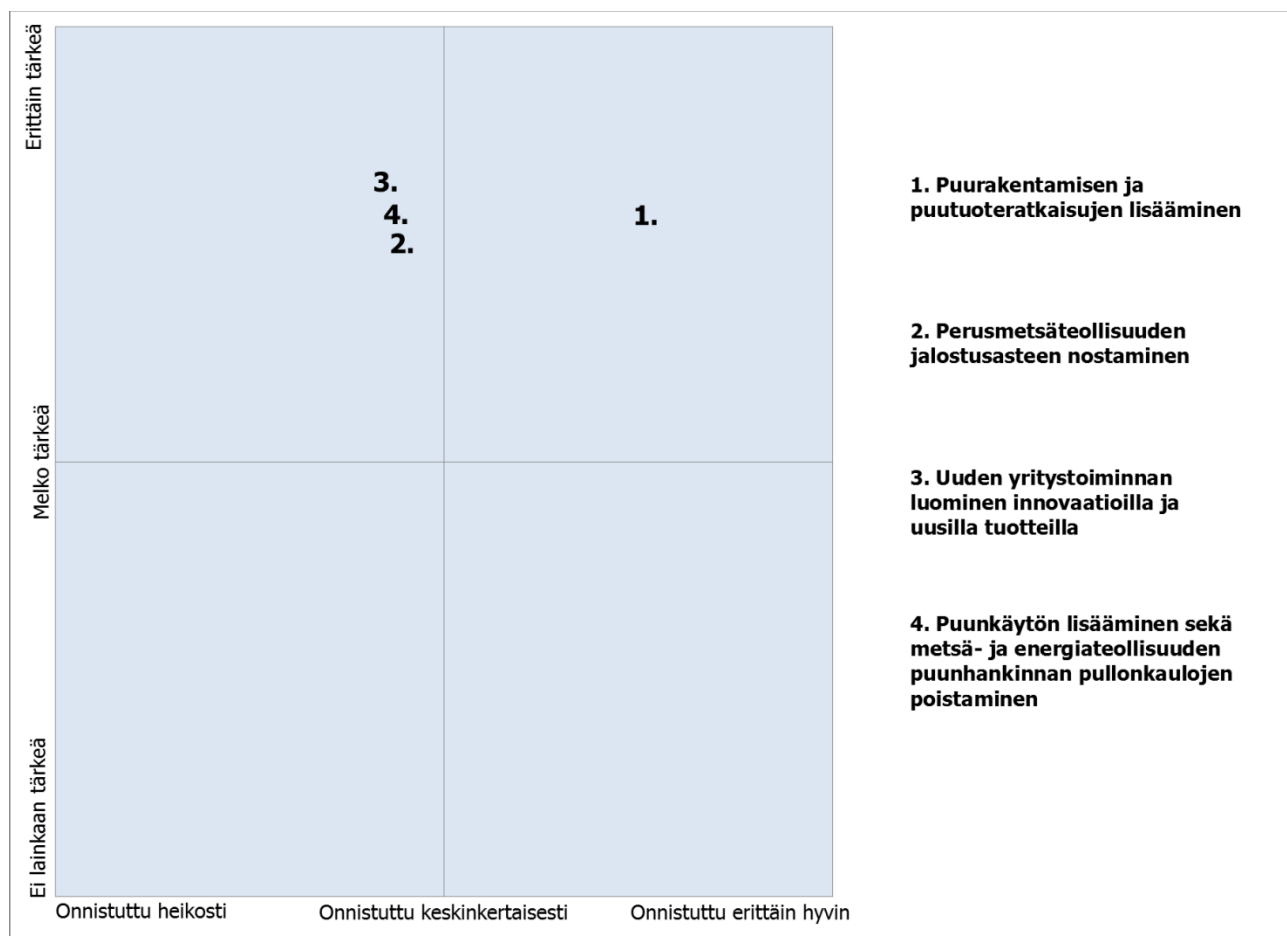 Erittäin tärkeä
3.
4.
1.
2.
Melko tärkeä
Ei lainkaan tärkeä
Onnistuttu heikosti
Onnistuttu keskinkertaisesti
Onnistuttu erittäin hyvin
1. Puurakentamisen ja
puutuoteratkaisujen lisääminen
2. Perusmetsäteollisuuden
jalostusasteen nostaminen
3. Uuden yritystoiminnan
luominen innovaatioilla ja
uusilla tuotteilla
4. Puunkäytön lisääminen sekä
metsä- ja energiateollisuuden
puunhankinnan pullonkaulojen
poistaminen